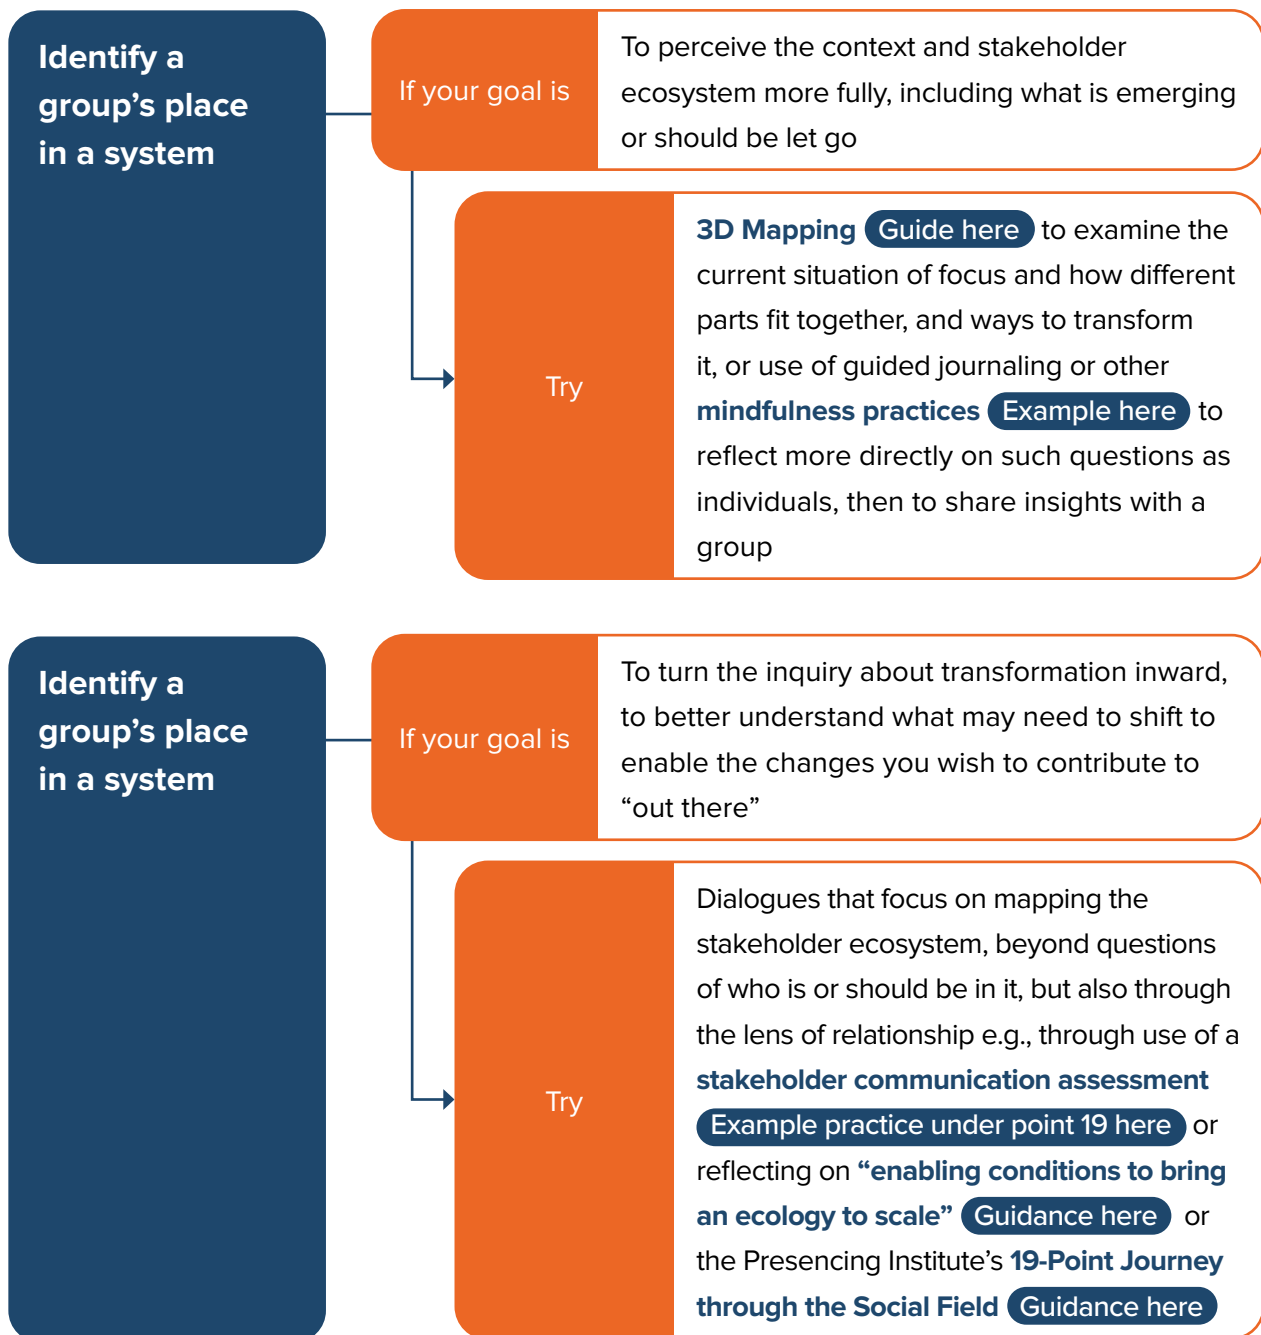 Identify a
group’s place
in a system
If your goal is
To perceive the context and stakeholder
ecosystem more fully, including what is emerging
or should be let go
Try
3D Mapping Guide here to examine the
current situation of focus and how different
parts fit together, and ways to transform
it, or use of guided journaling or other
mindfulness practices Example here to
reflect more directly on such questions as
individuals, then to share insights with a
group
Identify a
group’s place
in a system
If your goal is
To turn the inquiry about transformation inward,
to better understand what may need to shift to
enable the changes you wish to contribute to
“out there”
Try
Dialogues that focus on mapping the
stakeholder ecosystem, beyond questions
of who is or should be in it, but also through
the lens of relationship e.g., through use of a
stakeholder communication assessment
Example practice under point 19 here or
reflecting on “enabling conditions to bring
an ecology to scale” Guidance here or
the Presencing Institute’s 19-Point Journey
through the Social Field Guidance here